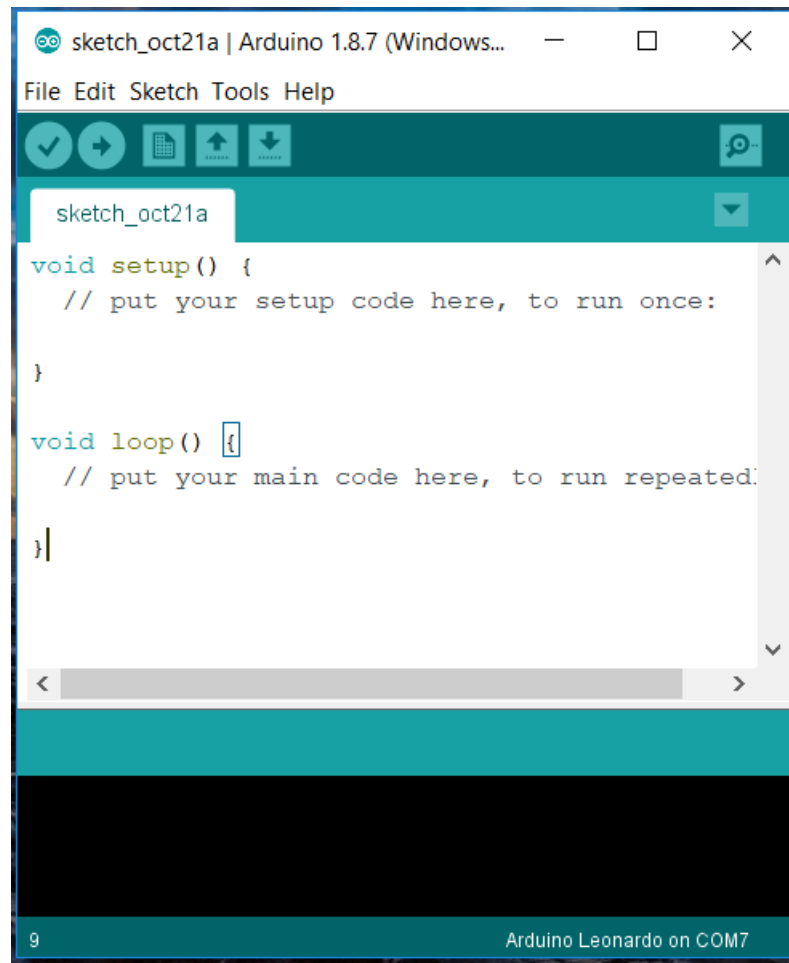 sketch_oct21a | Arduino 1.8.7 (Windows...
File Edit Sketch Tools Help
sketch_oct21a
void setup() {
  // put your setup code here, to run once:
}
void loop() {
  // put your main code here, to run repeated
}
9 Arduino Leonardo on COM7